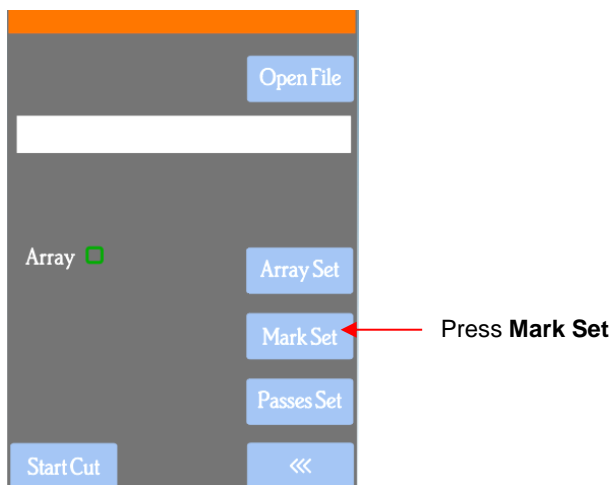 Open File
Array
Array Set
Mark Set
Press Mark Set
Passes Set
Start Cut
<<<